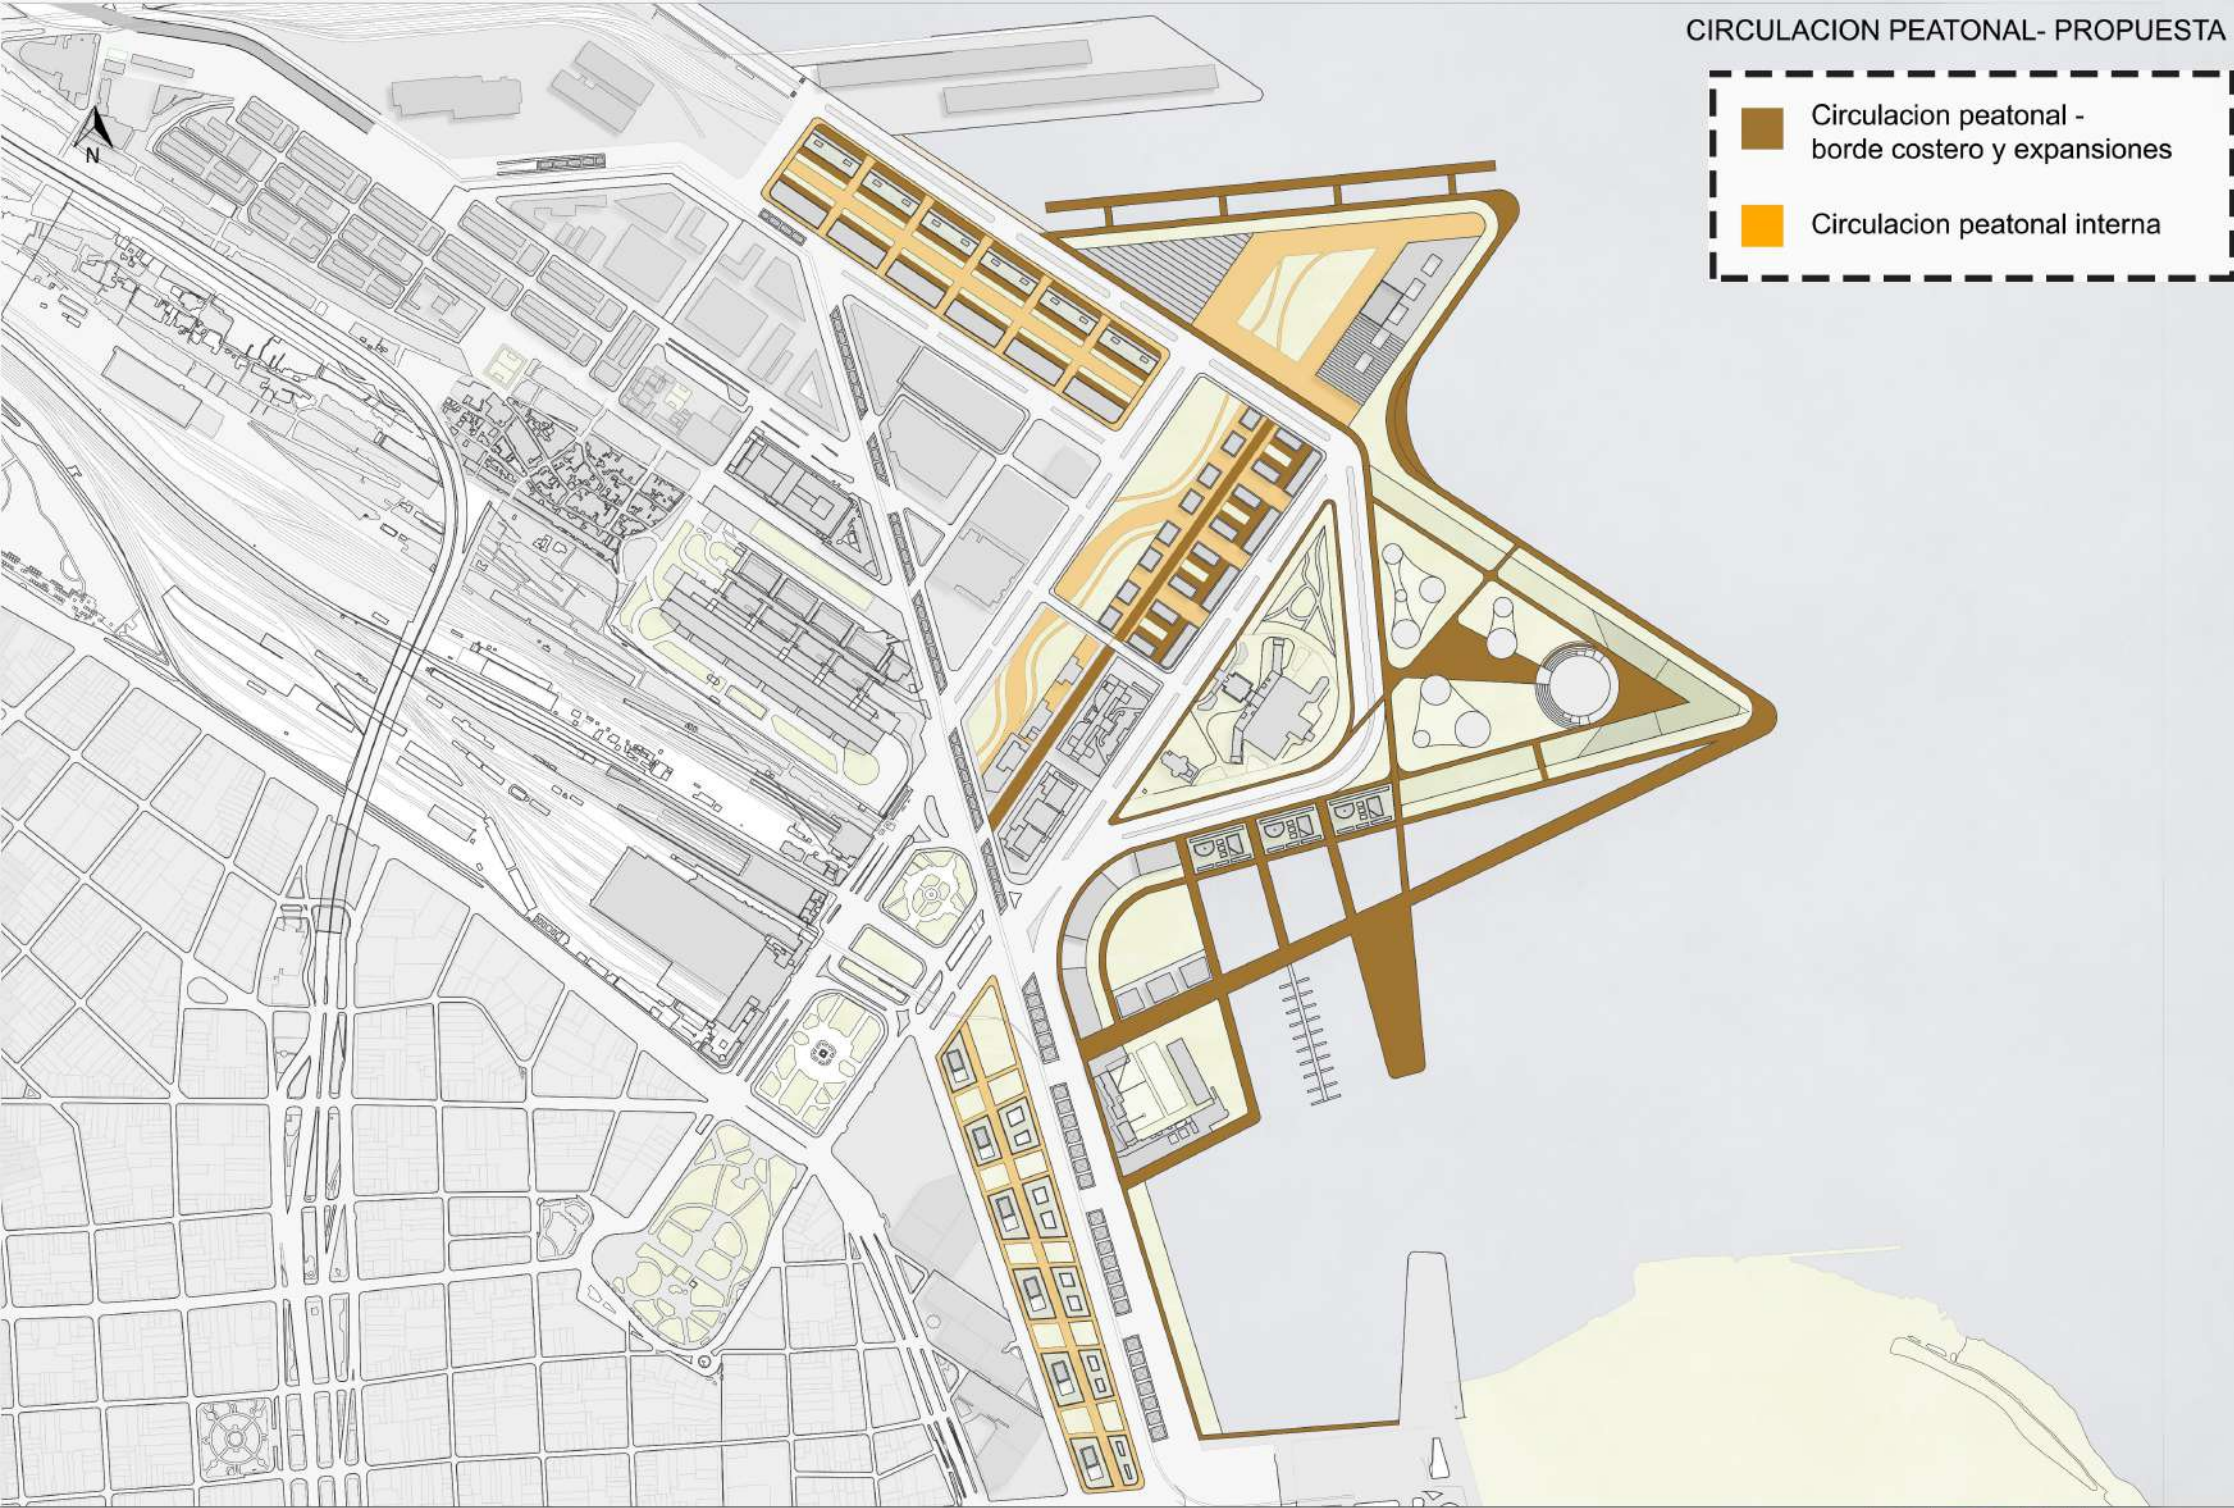 CIRCULACION PEATONAL- PROPUESTA
Circulacion peatonal -
borde costero y expansiones
Circulacion peatonal interna
N